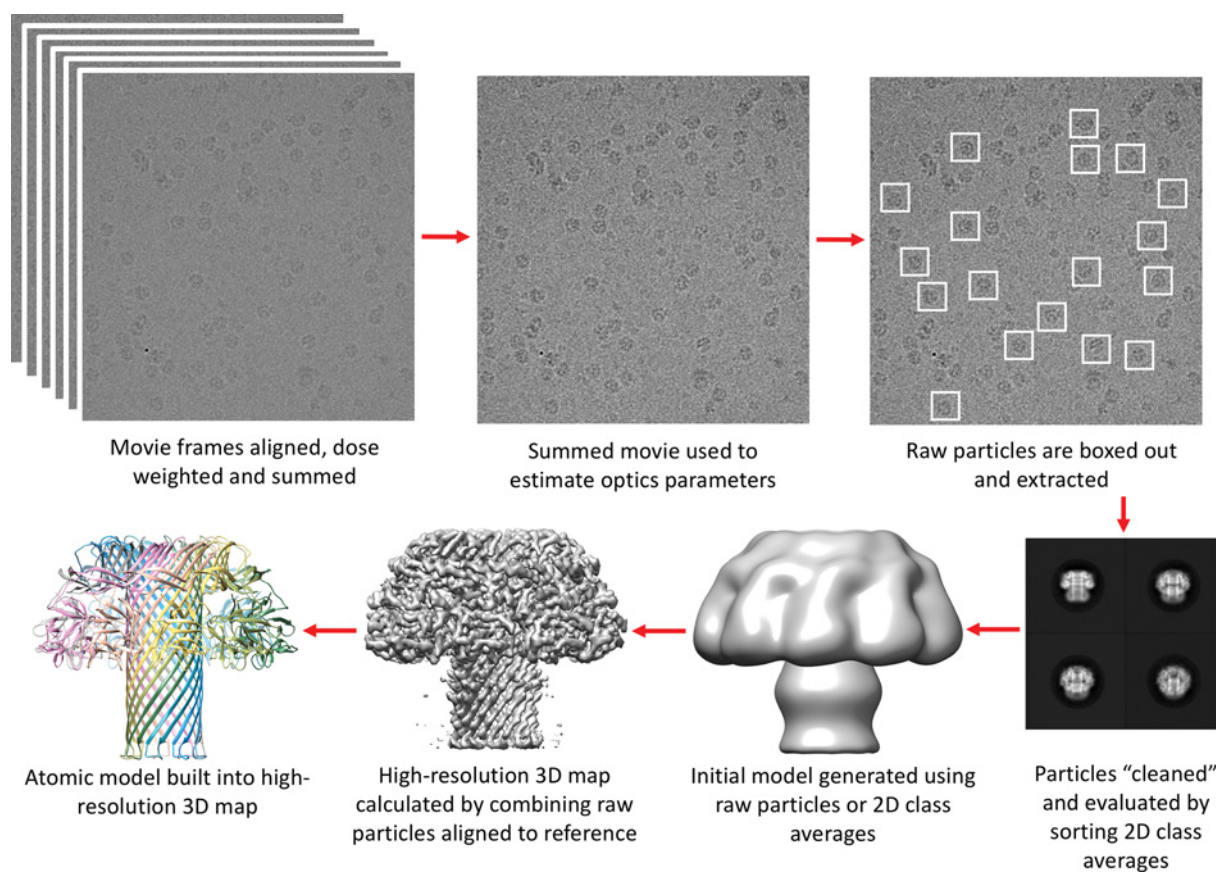 Movie frames aligned, dose
weighted and summed
Summed movie used to
estimate optics parameters
Raw particles are boxed out
and extracted
Particles “cleaned”
and evaluated by
sorting 2D class
averages
Initial model generated using
raw particles or 2D class
averages
High-resolution 3D map
calculated by combining raw
particles aligned to reference
Atomic model built into high-
resolution 3D map